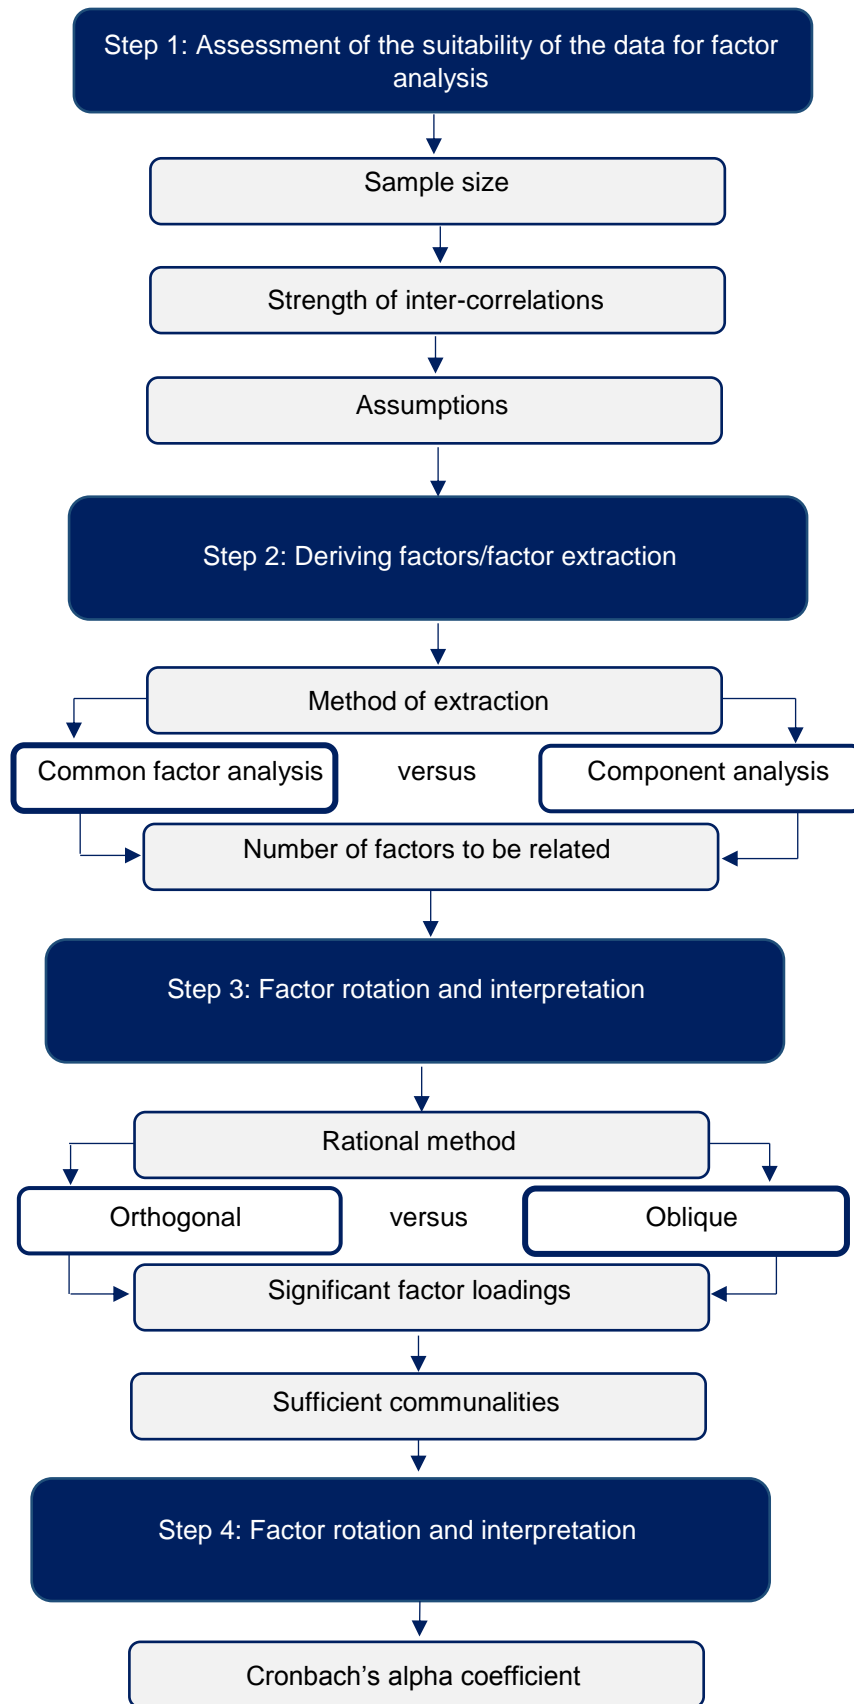 Step 1: Assessment of the suitability of the data for factor
analysis
Sample size
Strength of inter-correlations
Assumptions
Step 2: Deriving factors/factor extraction
Method of extraction
Common factor analysis
versus
Component analysis
Number of factors to be related
Step 3: Factor rotation and interpretation
Rational method
Orthogonal
versus
Oblique
Significant factor loadings
Sufficient communalities
Step 4: Factor rotation and interpretation
Cronbach’s alpha coefficient